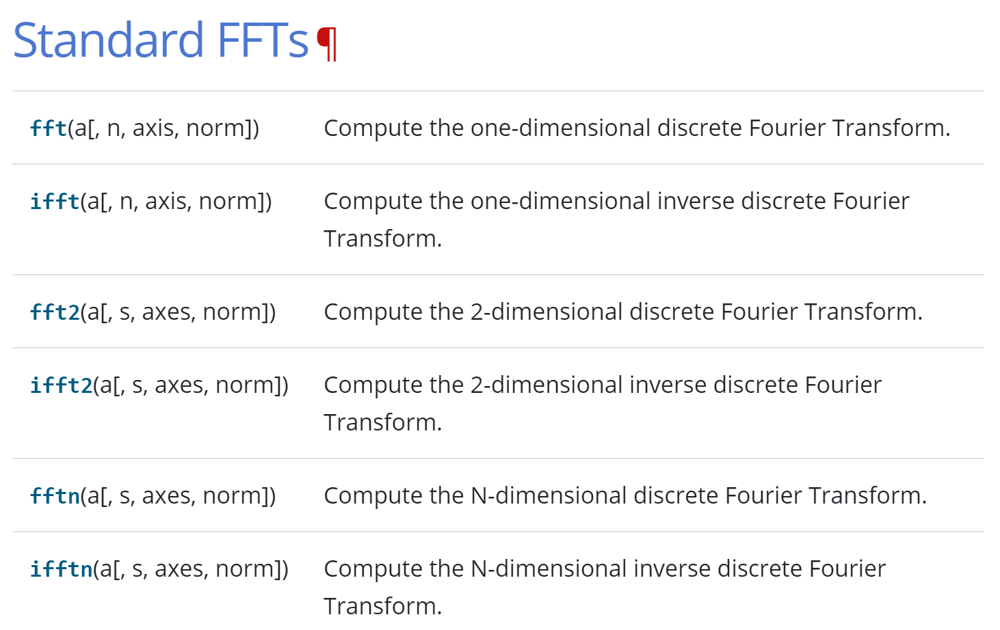 Standard FFTs¶
fft(a[, n, axis, norm]) Compute the one-dimensional discrete Fourier Transform.
ifft(a[, n, axis, norm]) Compute the one-dimensional inverse discrete Fourier
Transform.
fft2(a[, s, axes, norm]) Compute the 2-dimensional discrete Fourier Transform.
ifft2(a[, s, axes, norm]) Compute the 2-dimensional inverse discrete Fourier
Transform.
fftn(a[, s, axes, norm]) Compute the N-dimensional discrete Fourier Transform.
ifftn(a[, s, axes, norm]) Compute the N-dimensional inverse discrete Fourier
Transform.